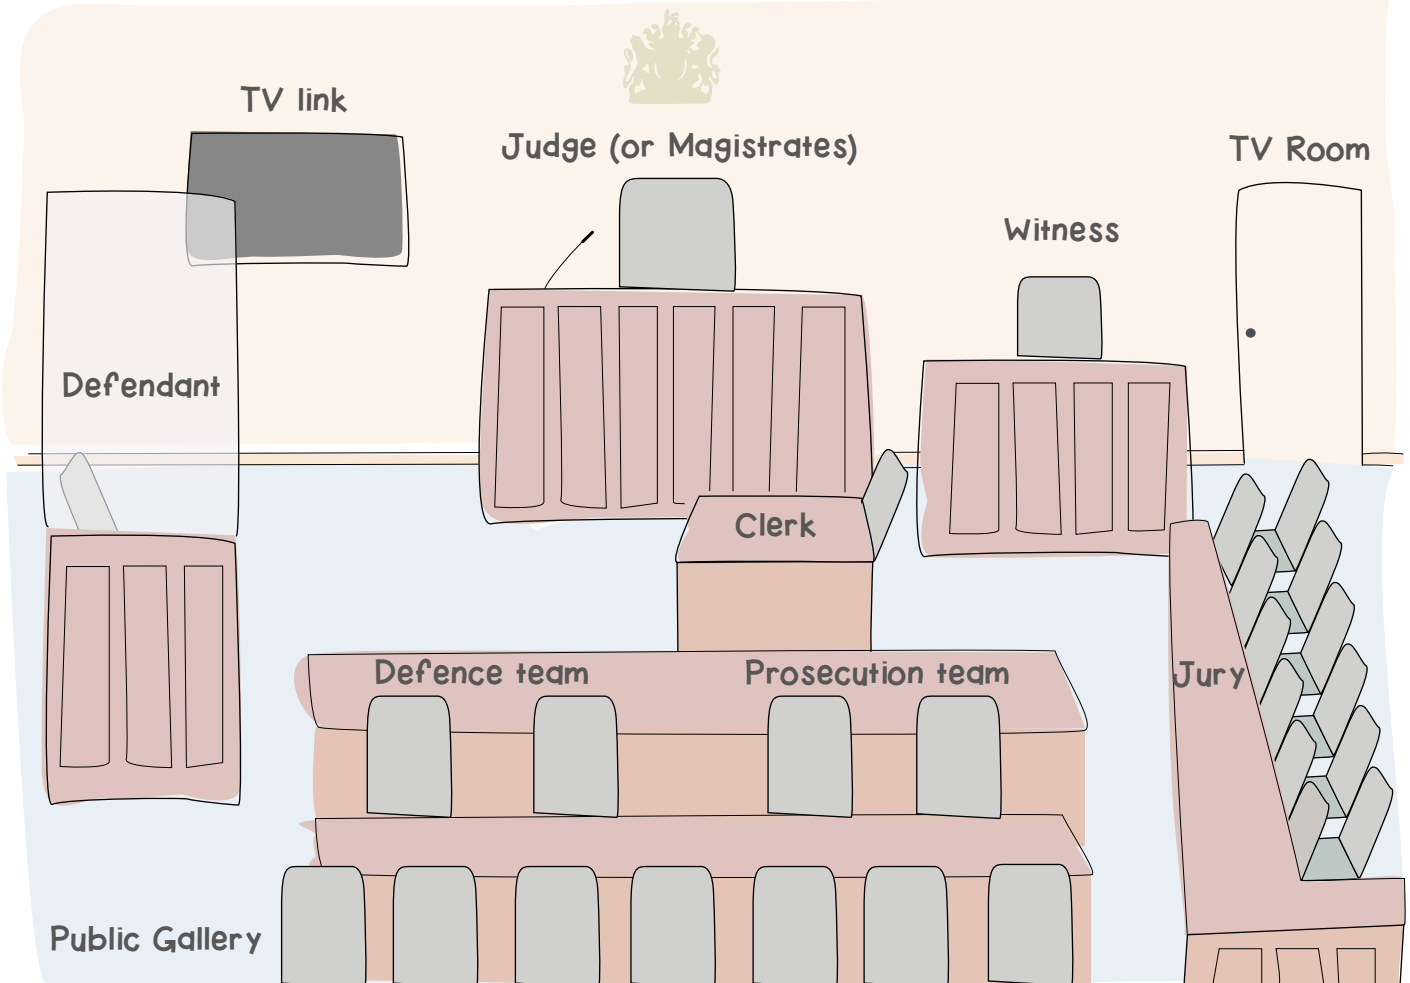 TV link
Judge (or Magistrates)
TV Room
Witness
Defendant
Clerk
Defence team
Prosecution team
Jury
Public Gallery